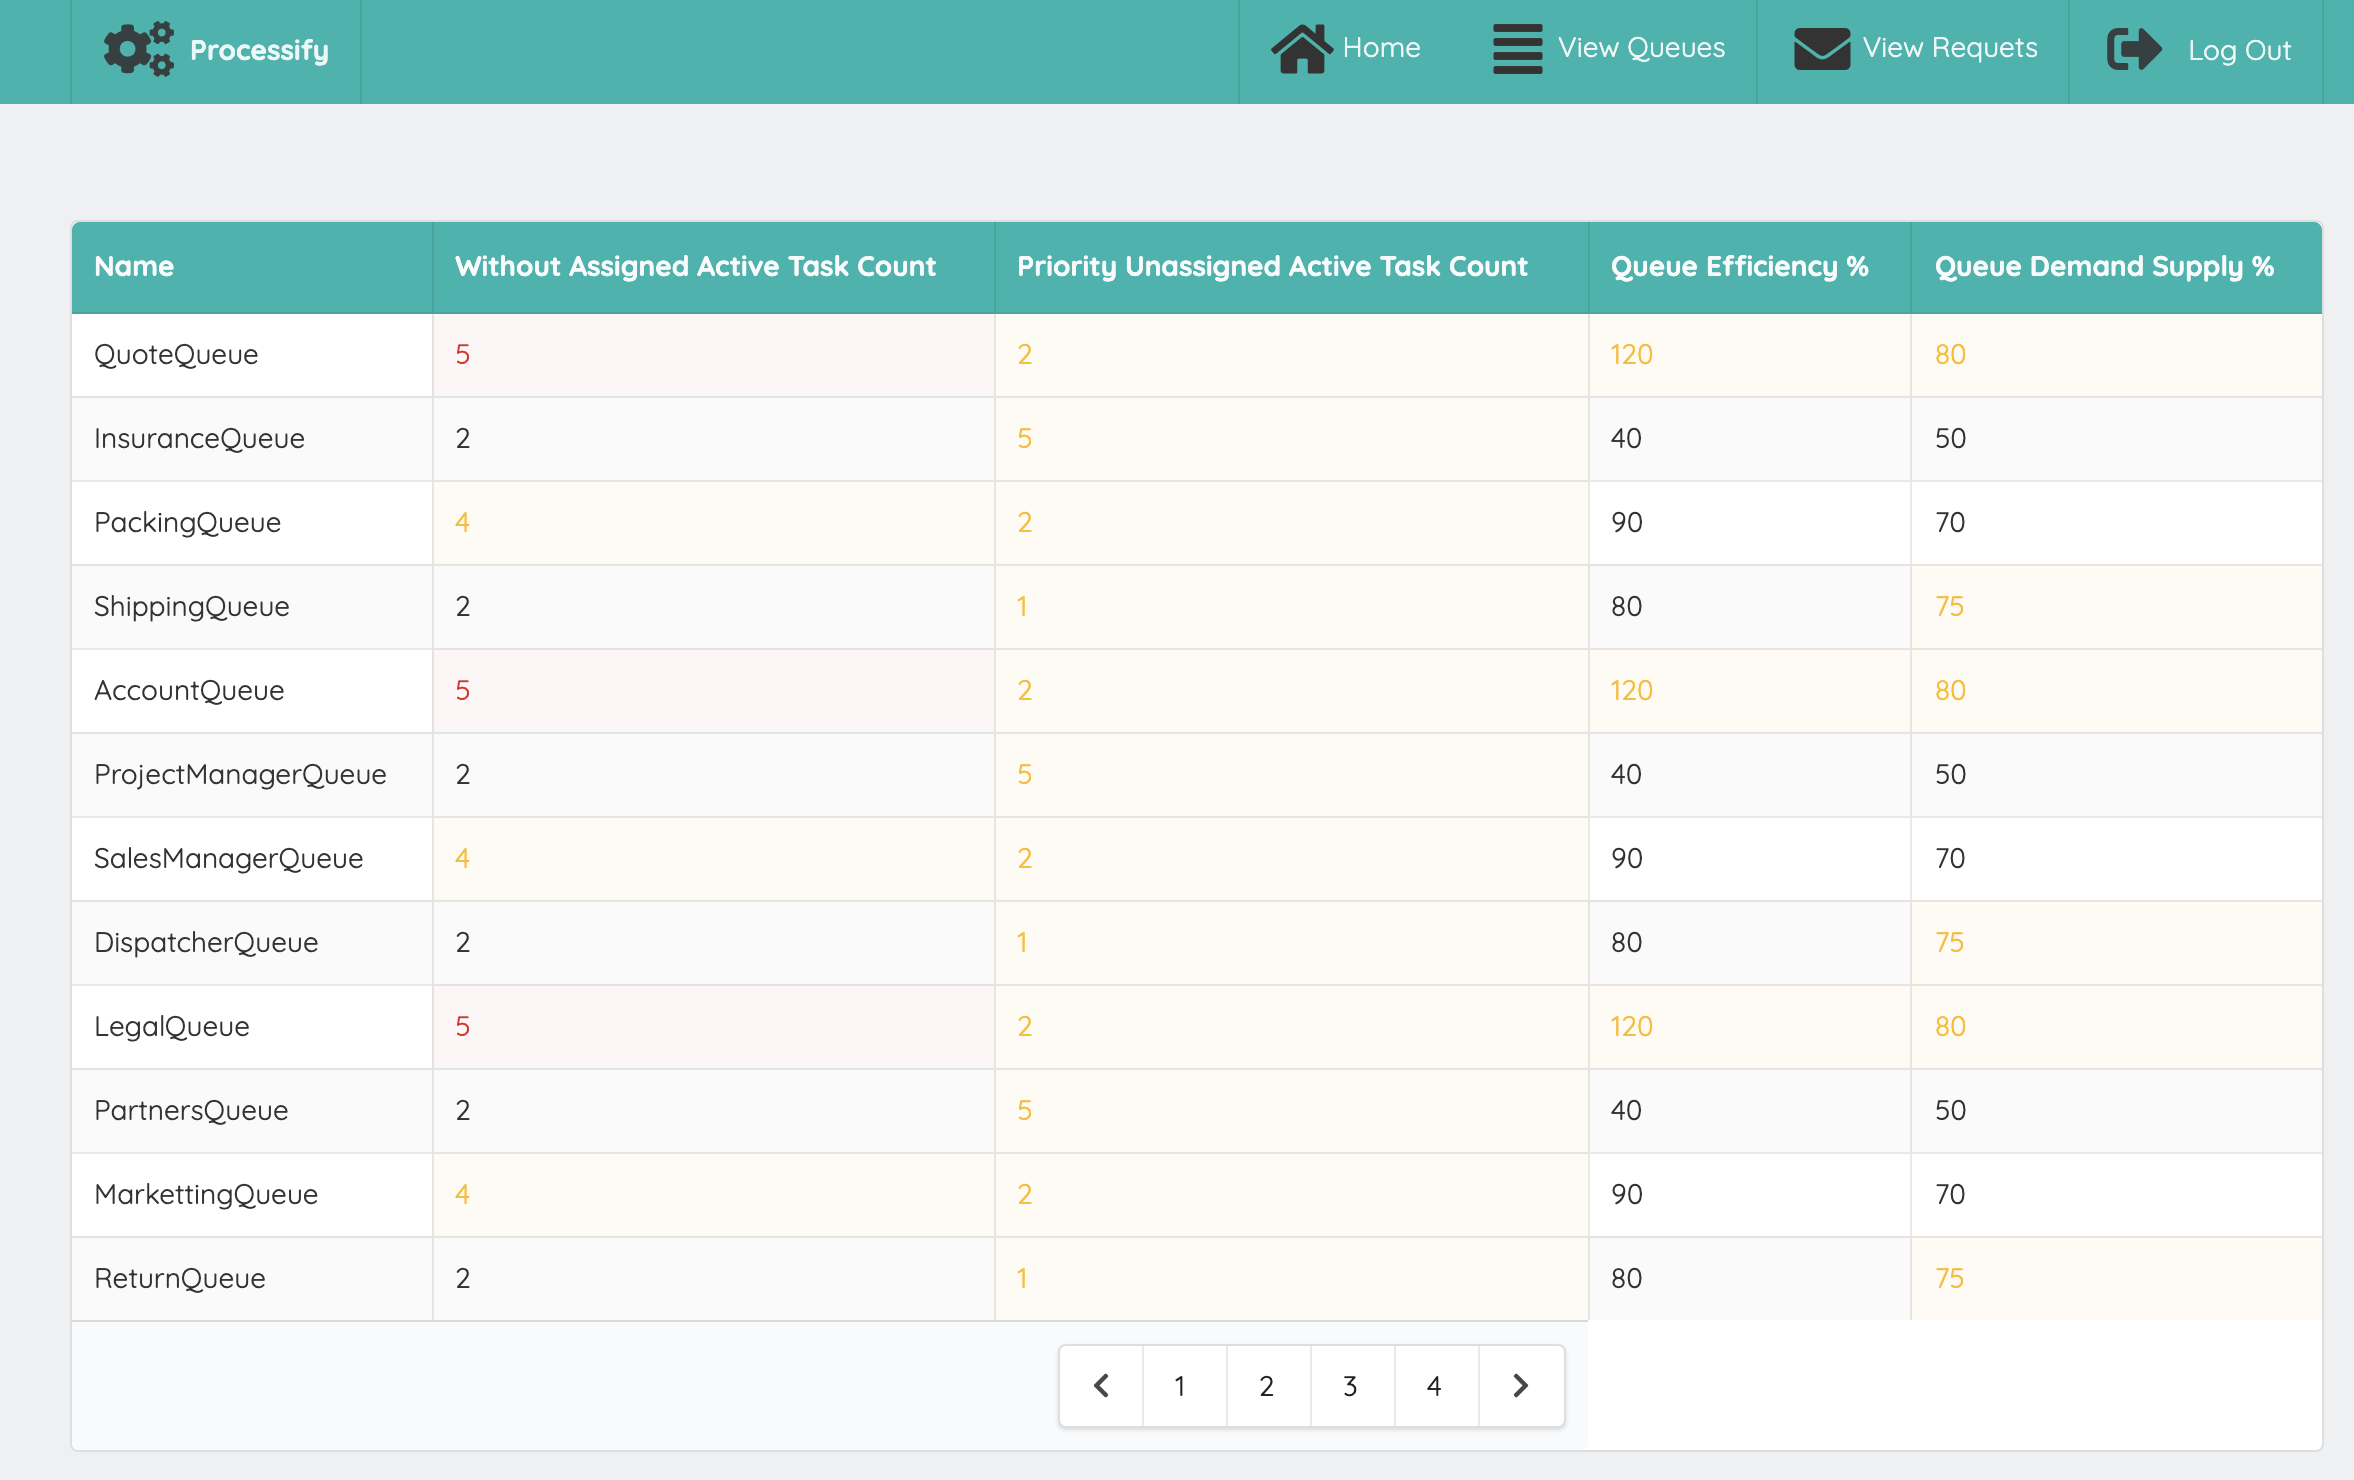 Processify Home View Queues View Requets Log Out
Name Without Assigned Active Task Count Priority Unassigned Active Task Count Queue Efficiency % Queue Demand Supply %
QuoteQueue 5 2 120 80
InsuranceQueue 2 5 40 50
PackingQueue 4 2 90 70
ShippingQueue 2 1 80 75
AccountQueue 5 2 120 80
ProjectManagerQueue 2 5 40 50
SalesManagerQueue 4 2 90 70
DispatcherQueue 2 1 80 75
LegalQueue 5 2 120 80
PartnersQueue 2 5 40 50
MarkettingQueue 4 2 90 70
ReturnQueue 2 1 80 75
1 2 3 4